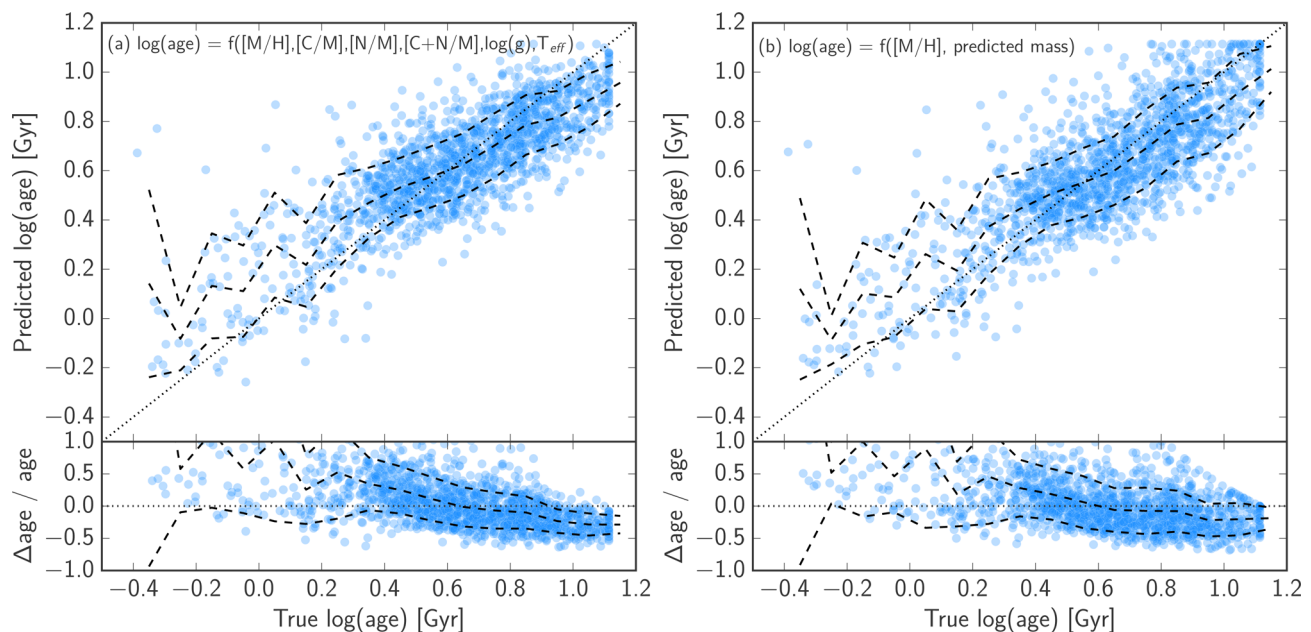 (a) log(age) = f([M/H],[C/M],[N/M],[C+N/M],log(g),T_eff)
1.2
1.0
0.8
0.6
0.4
0.2
0.0
−0.2
−0.4
Predicted log(age) [Gyr]
1.0
0.5
0.0
−0.5
−1.0
Δage / age
−0.4 −0.2 0.0 0.2 0.4 0.6 0.8 1.0 1.2
True log(age) [Gyr]
(b) log(age) = f([M/H], predicted mass)
1.2
1.0
0.8
0.6
0.4
0.2
0.0
−0.2
−0.4
Predicted log(age) [Gyr]
1.0
0.5
0.0
−0.5
−1.0
Δage / age
−0.4 −0.2 0.0 0.2 0.4 0.6 0.8 1.0 1.2
True log(age) [Gyr]